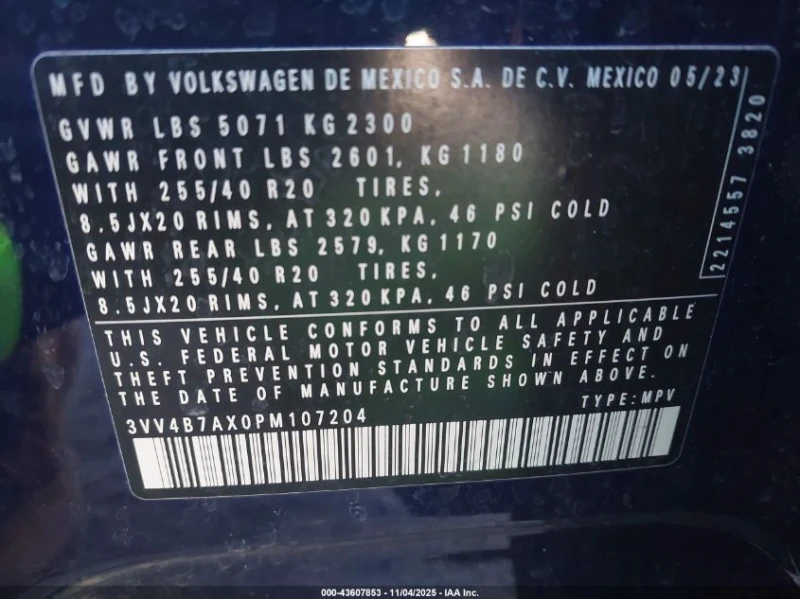 MFD BY VOLKSWAGEN DE MEXICO S.A. DE C.V. MEXICO 05/23
GVWR LBS 5071 KG 2300
GAWR FRONT LBS 2601, KG 1180
WITH 255/40 R20 TIRES,
8.5JX20 RIMS, AT 320 KPA, 46 PSI COLD
GAWR REAR LBS 2579, KG 1170
WITH 255/40 R20 TIRES,
8.5JX20 RIMS, AT 320 KPA, 46 PSI COLD
2214557 3820
THIS VEHICLE CONFORMS TO ALL APPLICABLE
U.S. FEDERAL MOTOR VEHICLE SAFETY AND
THEFT PREVENTION STANDARDS IN EFFECT ON
THE DATE OF MANUFACTURE SHOWN ABOVE.
3VV4B7AX0PM107204 TYPE:MPV
000-43607853 - 11/04/2025 - IAA Inc.